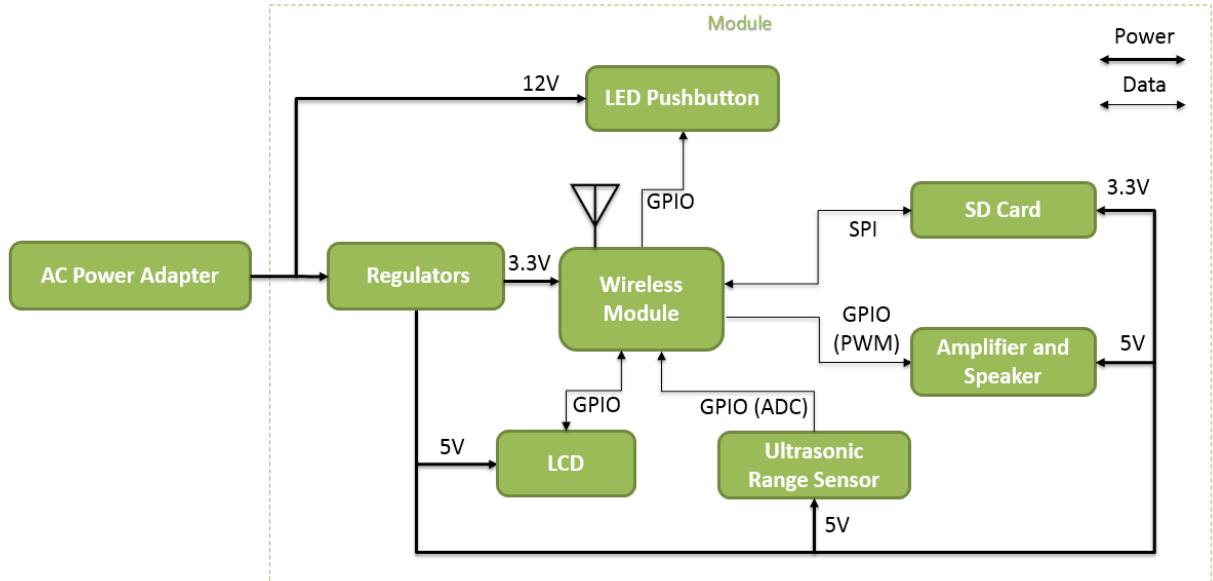 Module
Power
Data
12V
LED Pushbutton
GPIO
3.3V
SD Card
SPI
AC Power Adapter
Regulators
3.3V
Wireless
Module
GPIO
(PWM)
Amplifier and
Speaker
5V
GPIO
GPIO (ADC)
5V
LCD
Ultrasonic
Range Sensor
5V